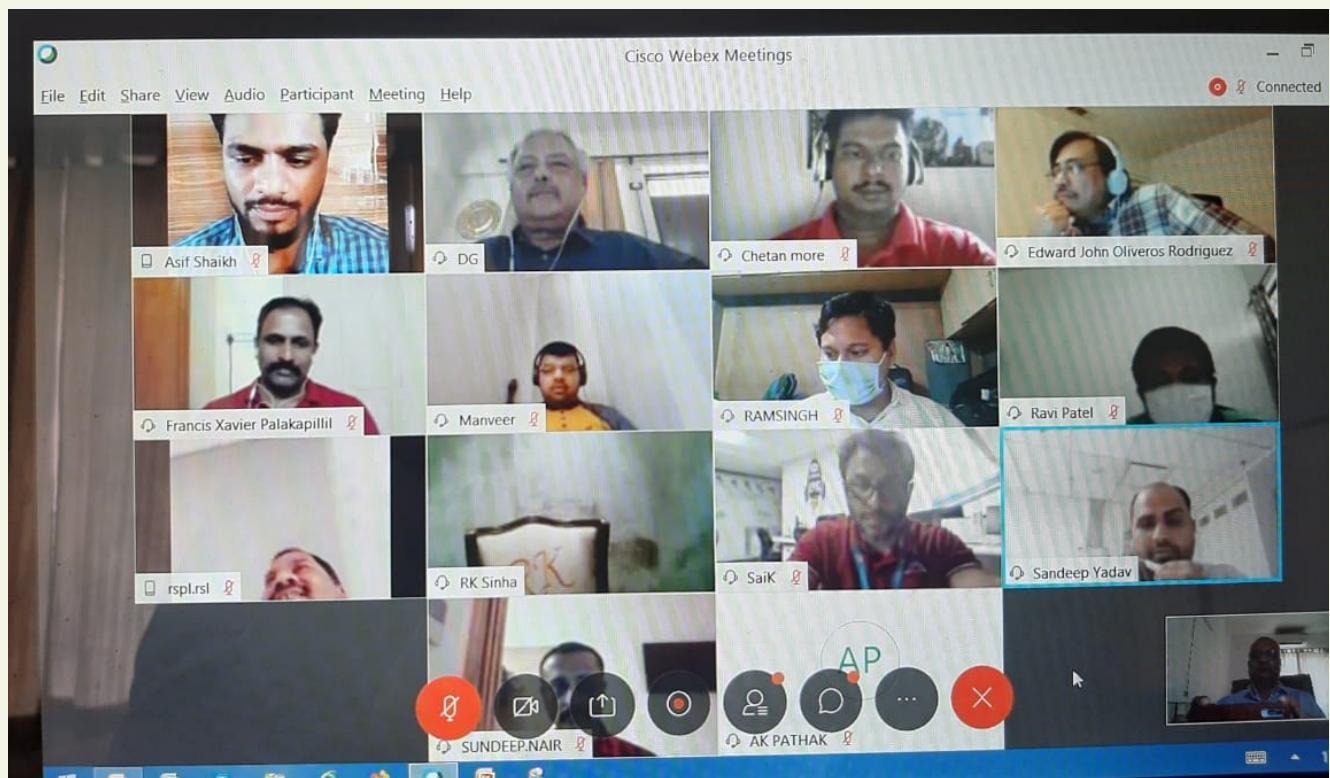 Cisco Webex Meetings
File Edit Share View Audio Participant Meeting Help
Connected
Asif Shaikh
DG
Chetan more
Edward John Oliveros Rodriguez
Francis Xavier Palakapillil
Manveer
RAMSINGH
Ravi Patel
rspl.rsl
RK Sinha
RK
SaiK
Sandeep Yadav
AP
SUNDEEP.NAIR
AK PATHAK